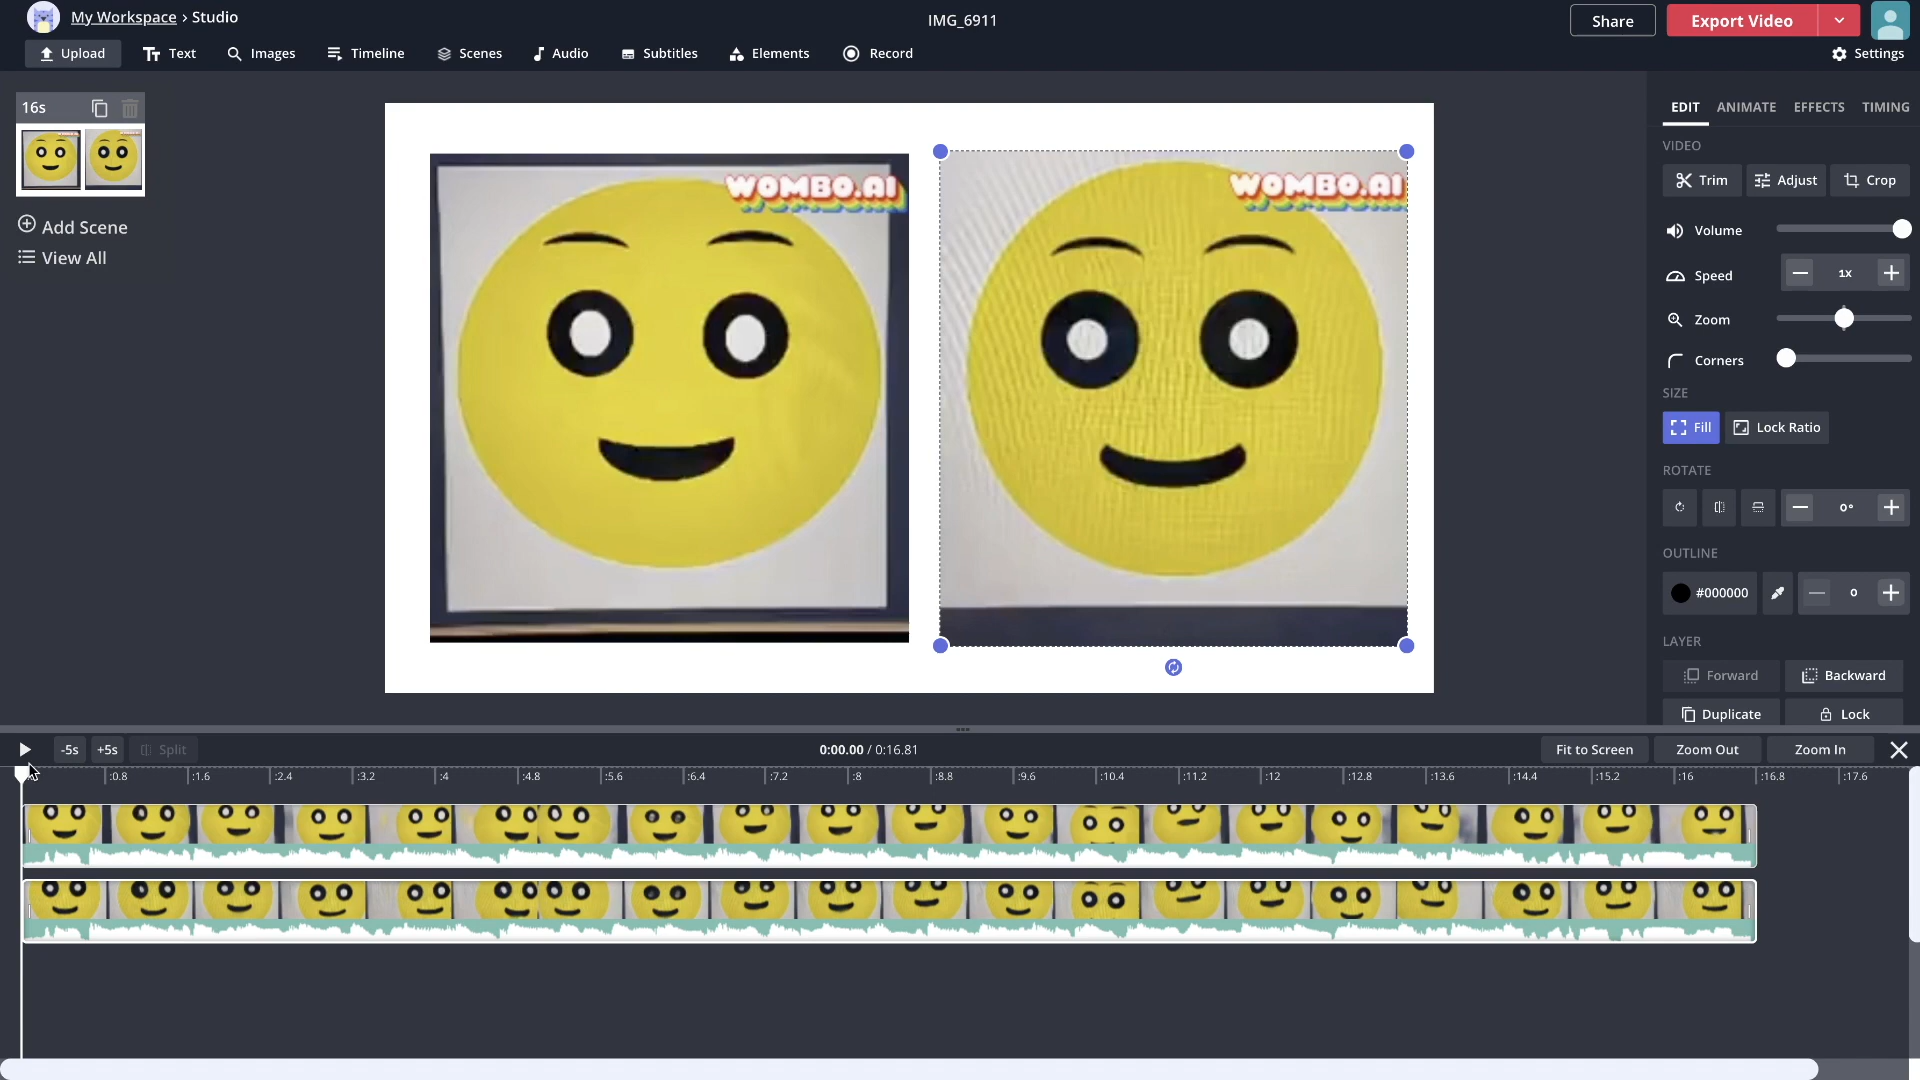 My Workspace › Studio
IMG_6911
Share
Export Video
Upload
Text
Images
Timeline
Scenes
Audio
Subtitles
Elements
Record
Settings
16s
Add Scene
View All
WOMBO.AI
WOMBO.AI
EDIT
ANIMATE
EFFECTS
TIMING
VIDEO
Trim
Adjust
Crop
Volume
Speed
1x
Zoom
Corners
SIZE
Fill
Lock Ratio
ROTATE
0°
OUTLINE
#000000
0
LAYER
Forward
Backward
Duplicate
Lock
-5s
+5s
Split
0:00.00 / 0:16.81
Fit to Screen
Zoom Out
Zoom In
:0.8 :1.6 :2.4 :3.2 :4 :4.8 :5.6 :6.4 :7.2 :8 :8.8 :9.6 :10.4 :11.2 :12 :12.8 :13.6 :14.4 :15.2 :16 :16.8 :17.6